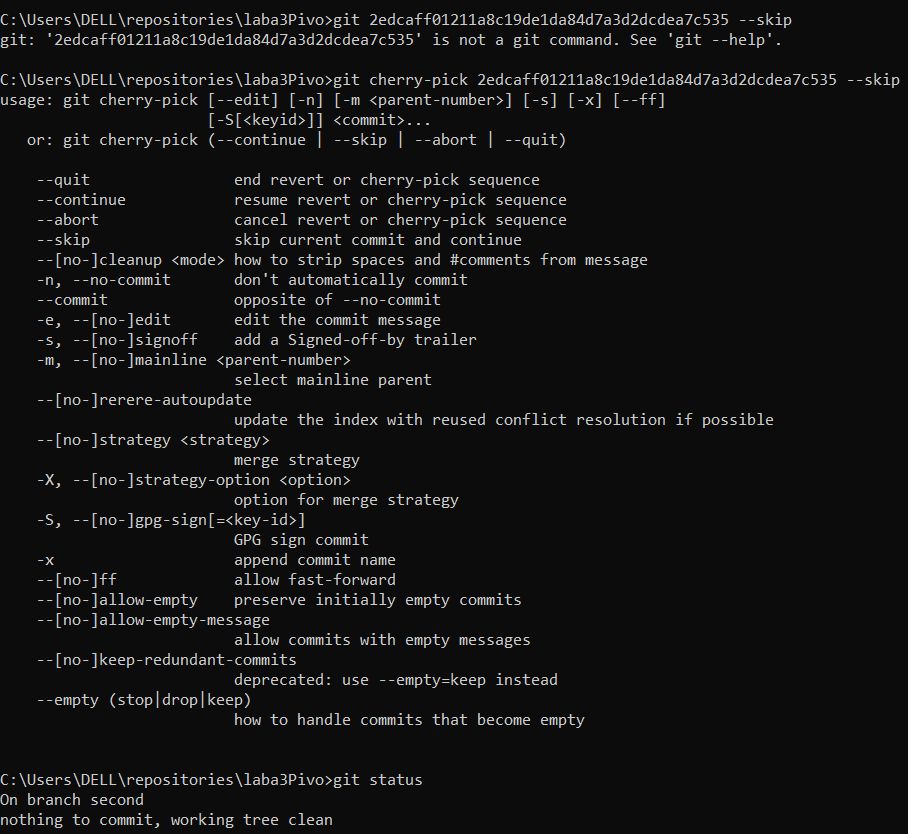 C:\Users\DELL\repositories\laba3Pivo>git 2edcaff01211a8c19de1da84d7a3d2dcdea7c535 --skip
git: '2edcaff01211a8c19de1da84d7a3d2dcdea7c535' is not a git command. See 'git --help'.
C:\Users\DELL\repositories\laba3Pivo>git cherry-pick 2edcaff01211a8c19de1da84d7a3d2dcdea7c535 --skip
usage: git cherry-pick [--edit] [-n] [-m <parent-number>] [-s] [-x] [--ff]
                       [-S[<keyid>]] <commit>...
   or: git cherry-pick (--continue | --skip | --abort | --quit)
    --quit                end revert or cherry-pick sequence
    --continue            resume revert or cherry-pick sequence
    --abort               cancel revert or cherry-pick sequence
    --skip                skip current commit and continue
    --[no-]cleanup <mode> how to strip spaces and #comments from message
    -n, --no-commit       don't automatically commit
    --commit              opposite of --no-commit
    -e, --[no-]edit       edit the commit message
    -s, --[no-]signoff    add a Signed-off-by trailer
    -m, --[no-]mainline <parent-number>
                          select mainline parent
    --[no-]rerere-autoupdate
                          update the index with reused conflict resolution if possible
    --[no-]strategy <strategy>
                          merge strategy
    -X, --[no-]strategy-option <option>
                          option for merge strategy
    -S, --[no-]gpg-sign[=<key-id>]
                          GPG sign commit
    -x                    append commit name
    --[no-]ff             allow fast-forward
    --[no-]allow-empty    preserve initially empty commits
    --[no-]allow-empty-message
                          allow commits with empty messages
    --[no-]keep-redundant-commits
                          deprecated: use --empty=keep instead
    --empty (stop|drop|keep)
                          how to handle commits that become empty
C:\Users\DELL\repositories\laba3Pivo>git status
On branch second
nothing to commit, working tree clean